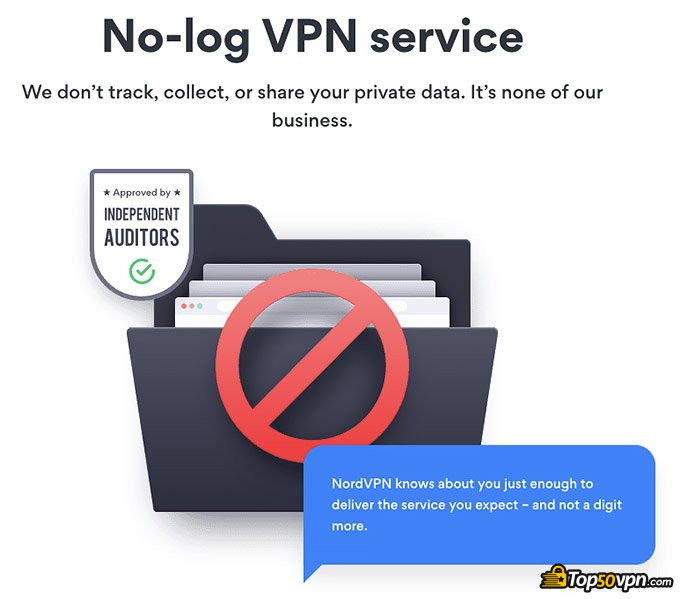 No-log VPN service
We don’t track, collect, or share your private data. It’s none of our
business.
★ Approved by ★
INDEPENDENT
AUDITORS
NordVPN knows about you just enough to
deliver the service you expect – and not a digit
more.
Top50vpn.com